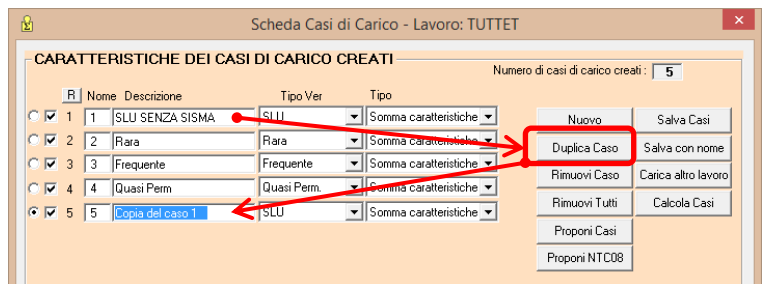 Scheda Casi di Carico - Lavoro: TUTTET
CARATTERISTICHE DEI CASI DI CARICO CREATI
Numero di casi di carico creati : 5
R Nome Descrizione Tipo Ver Tipo
1 1 SLU SENZA SISMA SLU Somma caratteristiche
2 2 Rara Rara Somma caratteristiche
3 3 Frequente Frequente Somma caratteristiche
4 4 Quasi Perm Quasi Perm. Somma caratteristiche
5 5 Copia del caso 1 SLU Somma caratteristiche
Nuovo Salva Casi
Duplica Caso Salva con nome
Rimuovi Caso Carica altro lavoro
Rimuovi Tutti Calcola Casi
Proponi Casi
Proponi NTC08